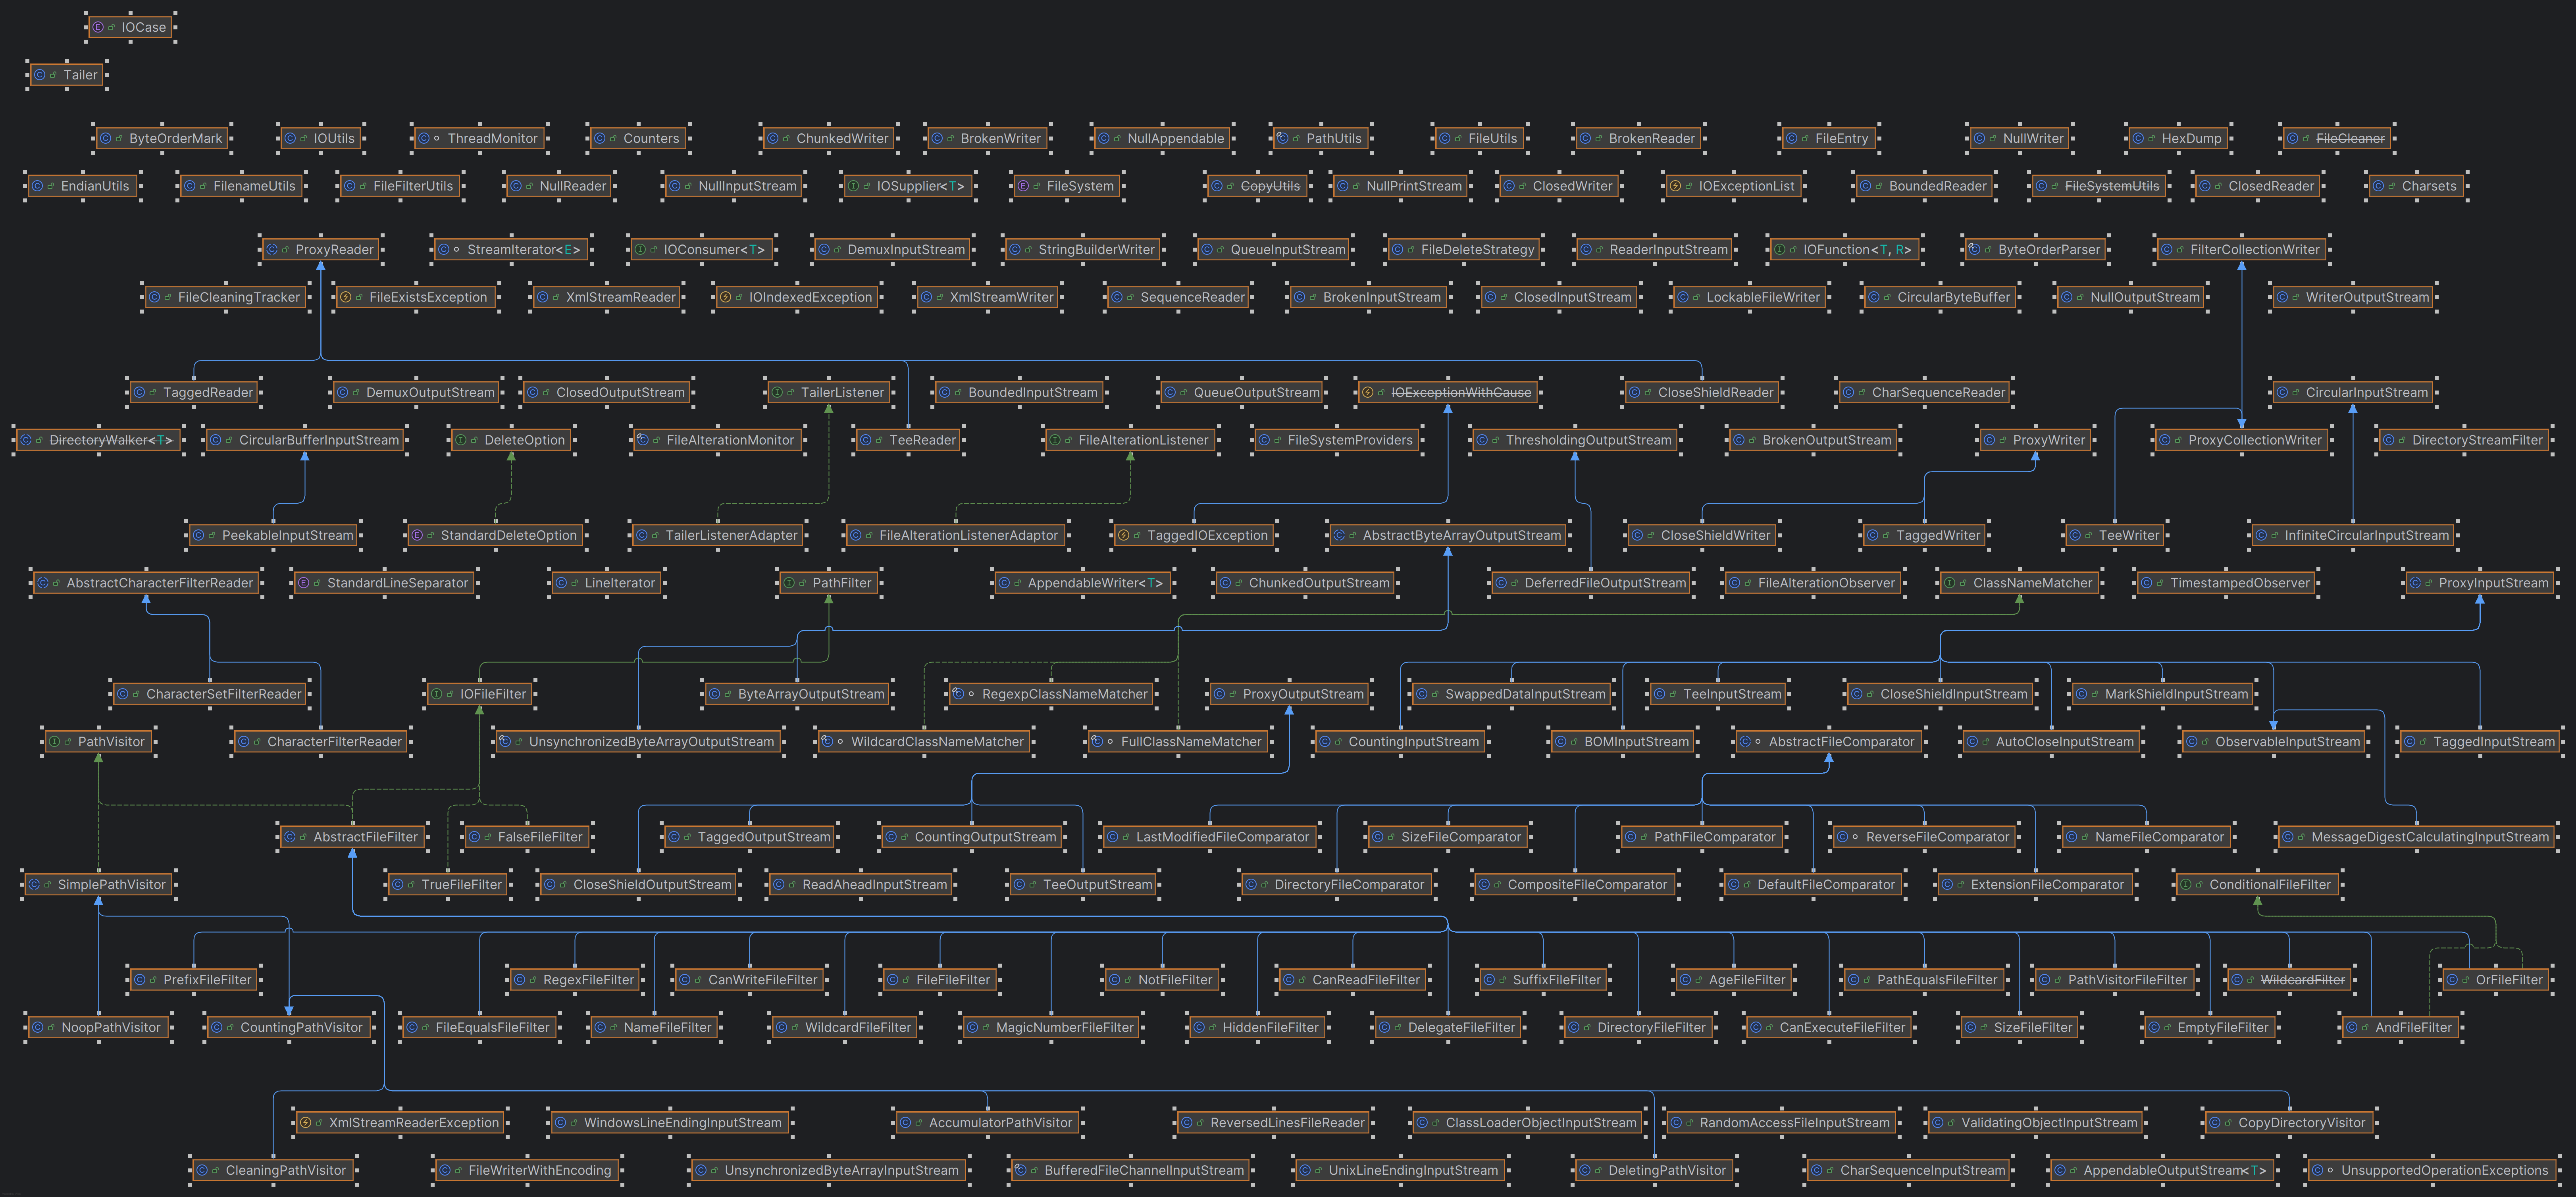 IOCase
Tailer
ByteOrderMark IOUtils ThreadMonitor Counters ChunkedWriter BrokenWriter NullAppendable PathUtils FileUtils BrokenReader FileEntry NullWriter HexDump FileCleaner
EndianUtils FilenameUtils FileFilterUtils NullReader NullInputStream IOSupplier<T> FileSystem CopyUtils NullPrintStream ClosedWriter IOExceptionList BoundedReader FileSystemUtils ClosedReader Charsets
ProxyReader StreamIterator<E> IOConsumer<T> DemuxInputStream StringBuilderWriter QueueInputStream FileDeleteStrategy ReaderInputStream IOFunction<T, R> ByteOrderParser FilterCollectionWriter
FileCleaningTracker FileExistsException XmlStreamReader IOIndexedException XmlStreamWriter SequenceReader BrokenInputStream ClosedInputStream LockableFileWriter CircularByteBuffer NullOutputStream WriterOutputStream
TaggedReader DemuxOutputStream ClosedOutputStream TailerListener BoundedInputStream QueueOutputStream IOExceptionWithCause CloseShieldReader CharSequenceReader CircularInputStream
DirectoryWalker<T> CircularBufferInputStream DeleteOption FileAlterationMonitor TeeReader FileAlterationListener FileSystemProviders ThresholdingOutputStream BrokenOutputStream ProxyWriter ProxyCollectionWriter DirectoryStreamFilter
PeekableInputStream StandardDeleteOption TailerListenerAdapter FileAlterationListenerAdaptor TaggedIOException AbstractByteArrayOutputStream CloseShieldWriter TaggedWriter TeeWriter InfiniteCircularInputStream
AbstractCharacterFilterReader StandardLineSeparator LineIterator PathFilter AppendableWriter<T> ChunkedOutputStream DeferredFileOutputStream FileAlterationObserver ClassNameMatcher TimestampedObserver ProxyInputStream
CharacterSetFilterReader IOFileFilter ByteArrayOutputStream RegexpClassNameMatcher ProxyOutputStream SwappedDataInputStream TeeInputStream CloseShieldInputStream MarkShieldInputStream
PathVisitor CharacterFilterReader UnsynchronizedByteArrayOutputStream WildcardClassNameMatcher FullClassNameMatcher CountingInputStream BOMInputStream AbstractFileComparator AutoCloseInputStream ObservableInputStream TaggedInputStream
AbstractFileFilter FalseFileFilter TaggedOutputStream CountingOutputStream LastModifiedFileComparator SizeFileComparator PathFileComparator ReverseFileComparator NameFileComparator MessageDigestCalculatingInputStream
SimplePathVisitor TrueFileFilter CloseShieldOutputStream ReadAheadInputStream TeeOutputStream DirectoryFileComparator CompositeFileComparator DefaultFileComparator ExtensionFileComparator ConditionalFileFilter
PrefixFileFilter RegexFileFilter CanWriteFileFilter FileFileFilter NotFileFilter CanReadFileFilter SuffixFileFilter AgeFileFilter PathEqualsFileFilter PathVisitorFileFilter WildcardFilter OrFileFilter
NoopPathVisitor CountingPathVisitor FileEqualsFileFilter NameFileFilter WildcardFileFilter MagicNumberFileFilter HiddenFileFilter DelegateFileFilter DirectoryFileFilter CanExecuteFileFilter SizeFileFilter EmptyFileFilter AndFileFilter
XmlStreamReaderException WindowsLineEndingInputStream AccumulatorPathVisitor ReversedLinesFileReader ClassLoaderObjectInputStream RandomAccessFileInputStream ValidatingObjectInputStream CopyDirectoryVisitor
CleaningPathVisitor FileWriterWithEncoding UnsynchronizedByteArrayInputStream BufferedFileChannelInputStream UnixLineEndingInputStream DeletingPathVisitor CharSequenceInputStream AppendableOutputStream<T> UnsupportedOperationExceptions